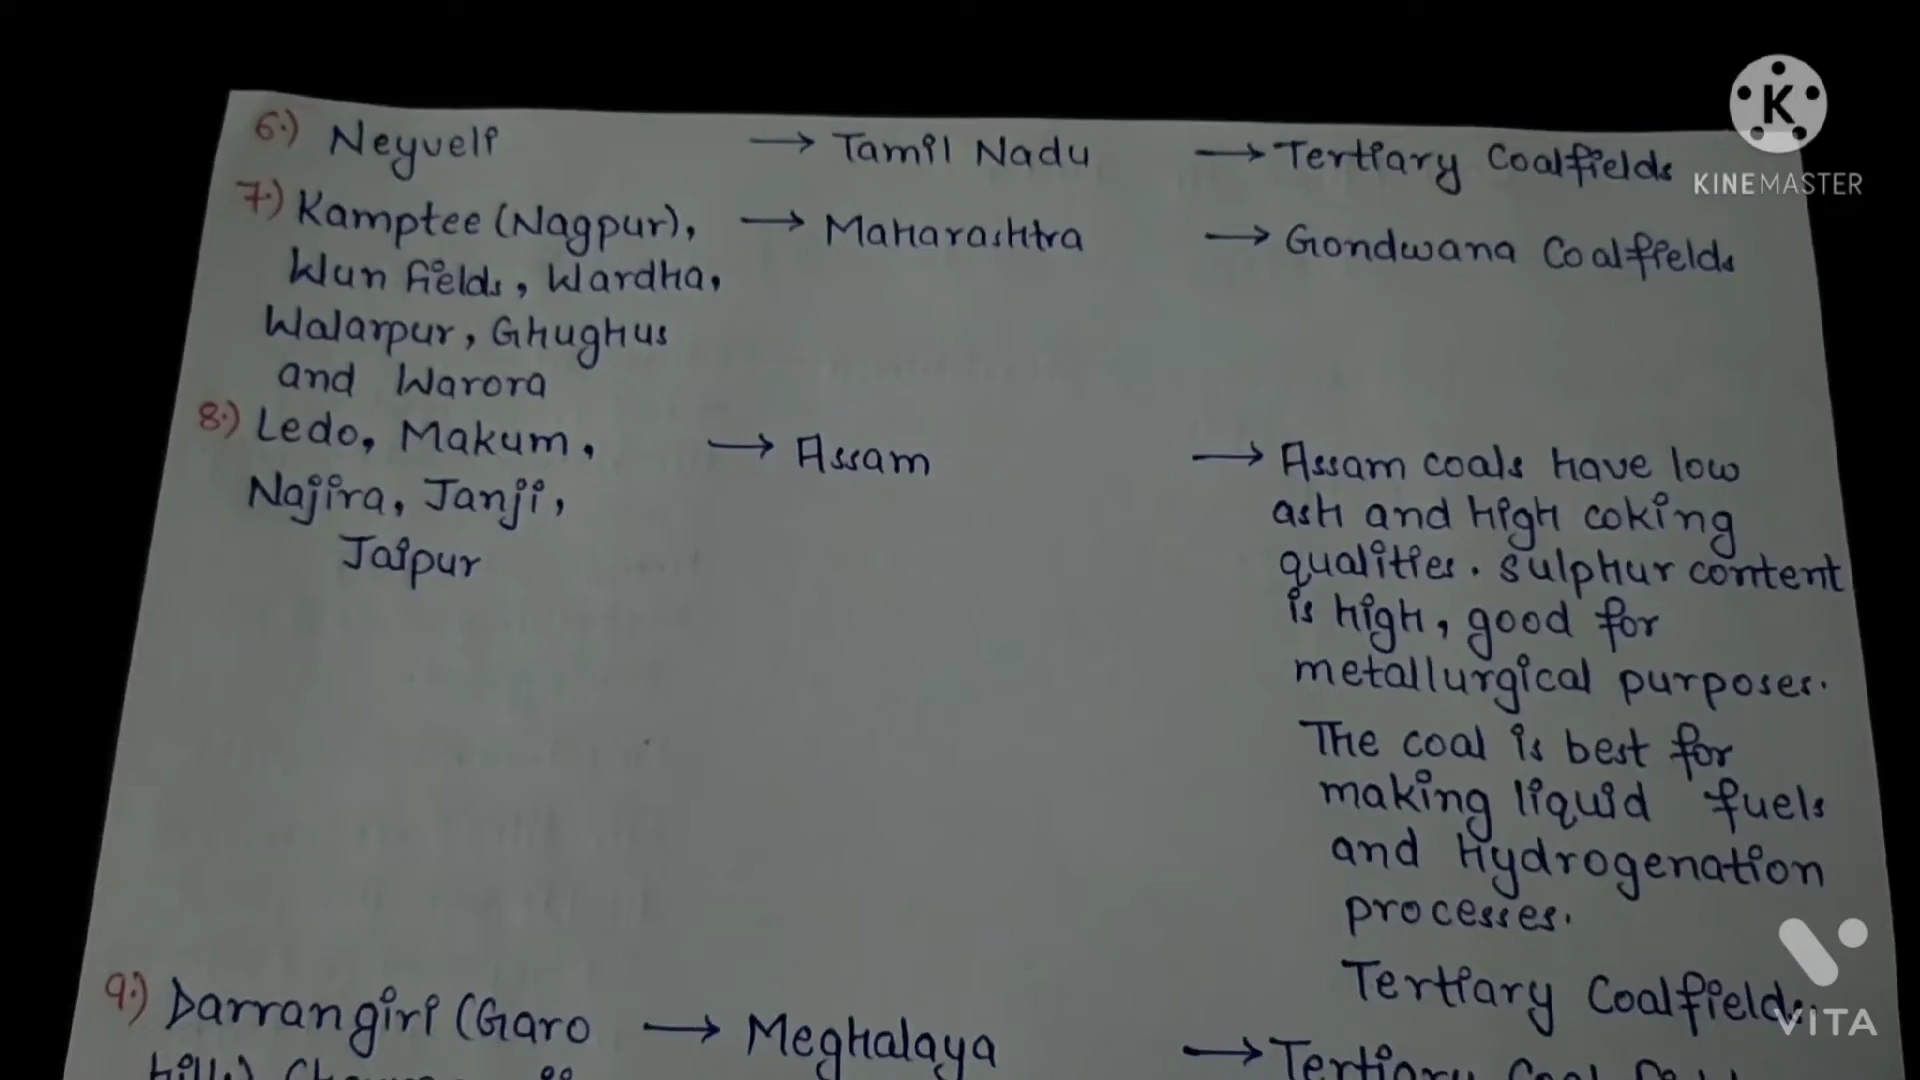 6.) Neyveli → Tamil Nadu → Tertiary Coalfields
7.) Kamptee (Nagpur), → Maharashtra → Gondwana Coalfields
Wun fields, Wardha,
Walarpur, Ghughus
and Warora
8.) Ledo, Makum, → Assam → Assam coals have low
Najira, Janji,
ash and high coking
Jaipur
qualities. Sulphur content
is high, good for
metallurgical purposes.
The coal is best for
making liquid fuels
and Hydrogenation
processes.
Tertiary Coalfields.
9.) Darrangiri (Garo → Meghalaya → Tertiary Coal
K
KINEMASTER
VITA